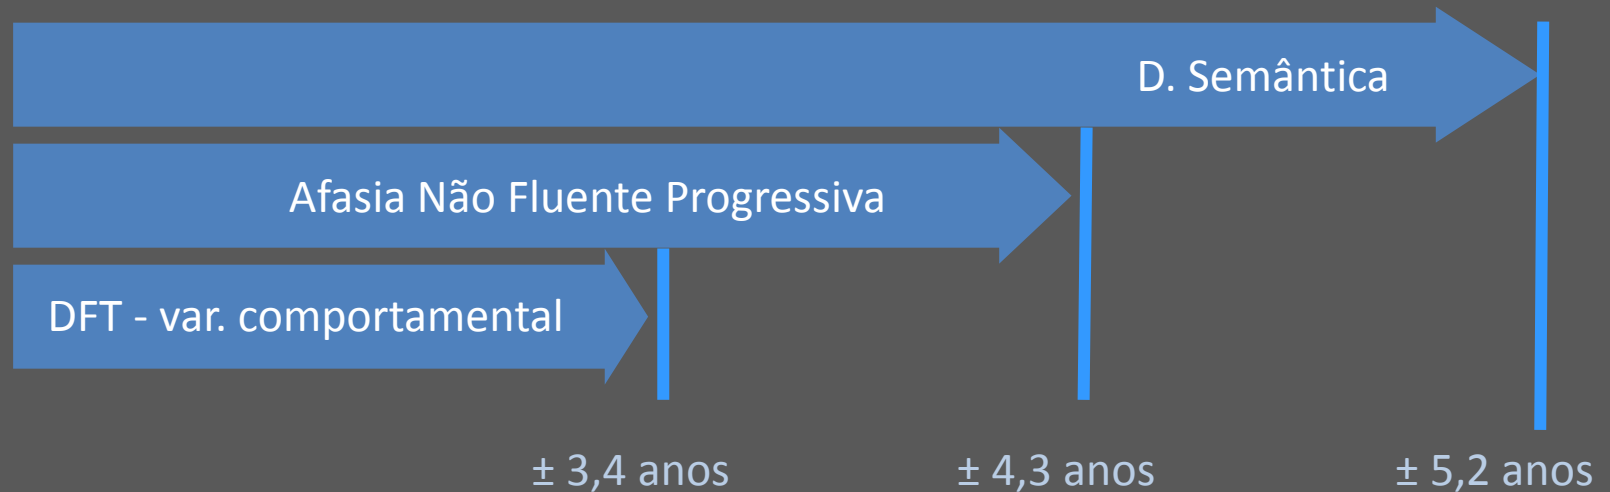 D. Semântica
Afasia Não Fluente Progressiva
DFT - var. comportamental
± 3,4 anos
± 4,3 anos
± 5,2 anos